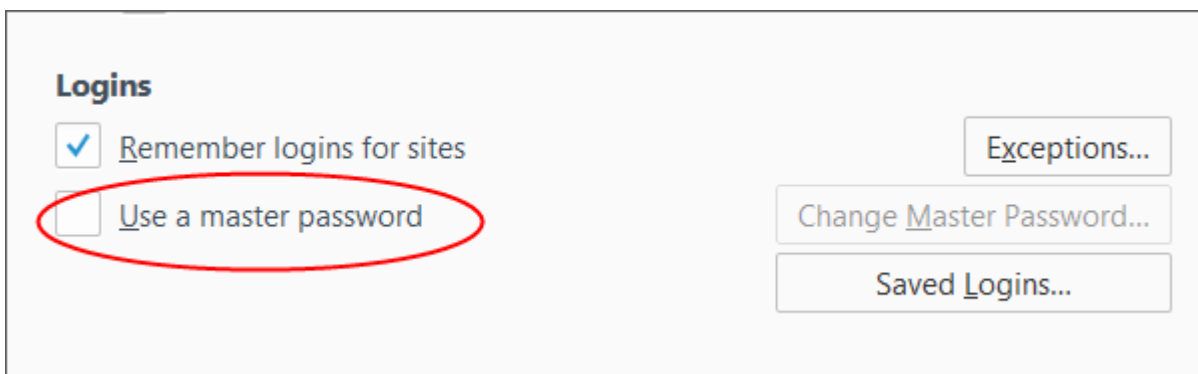 Logins
Remember logins for sites
Exceptions...
Use a master password
Change Master Password...
Saved Logins...